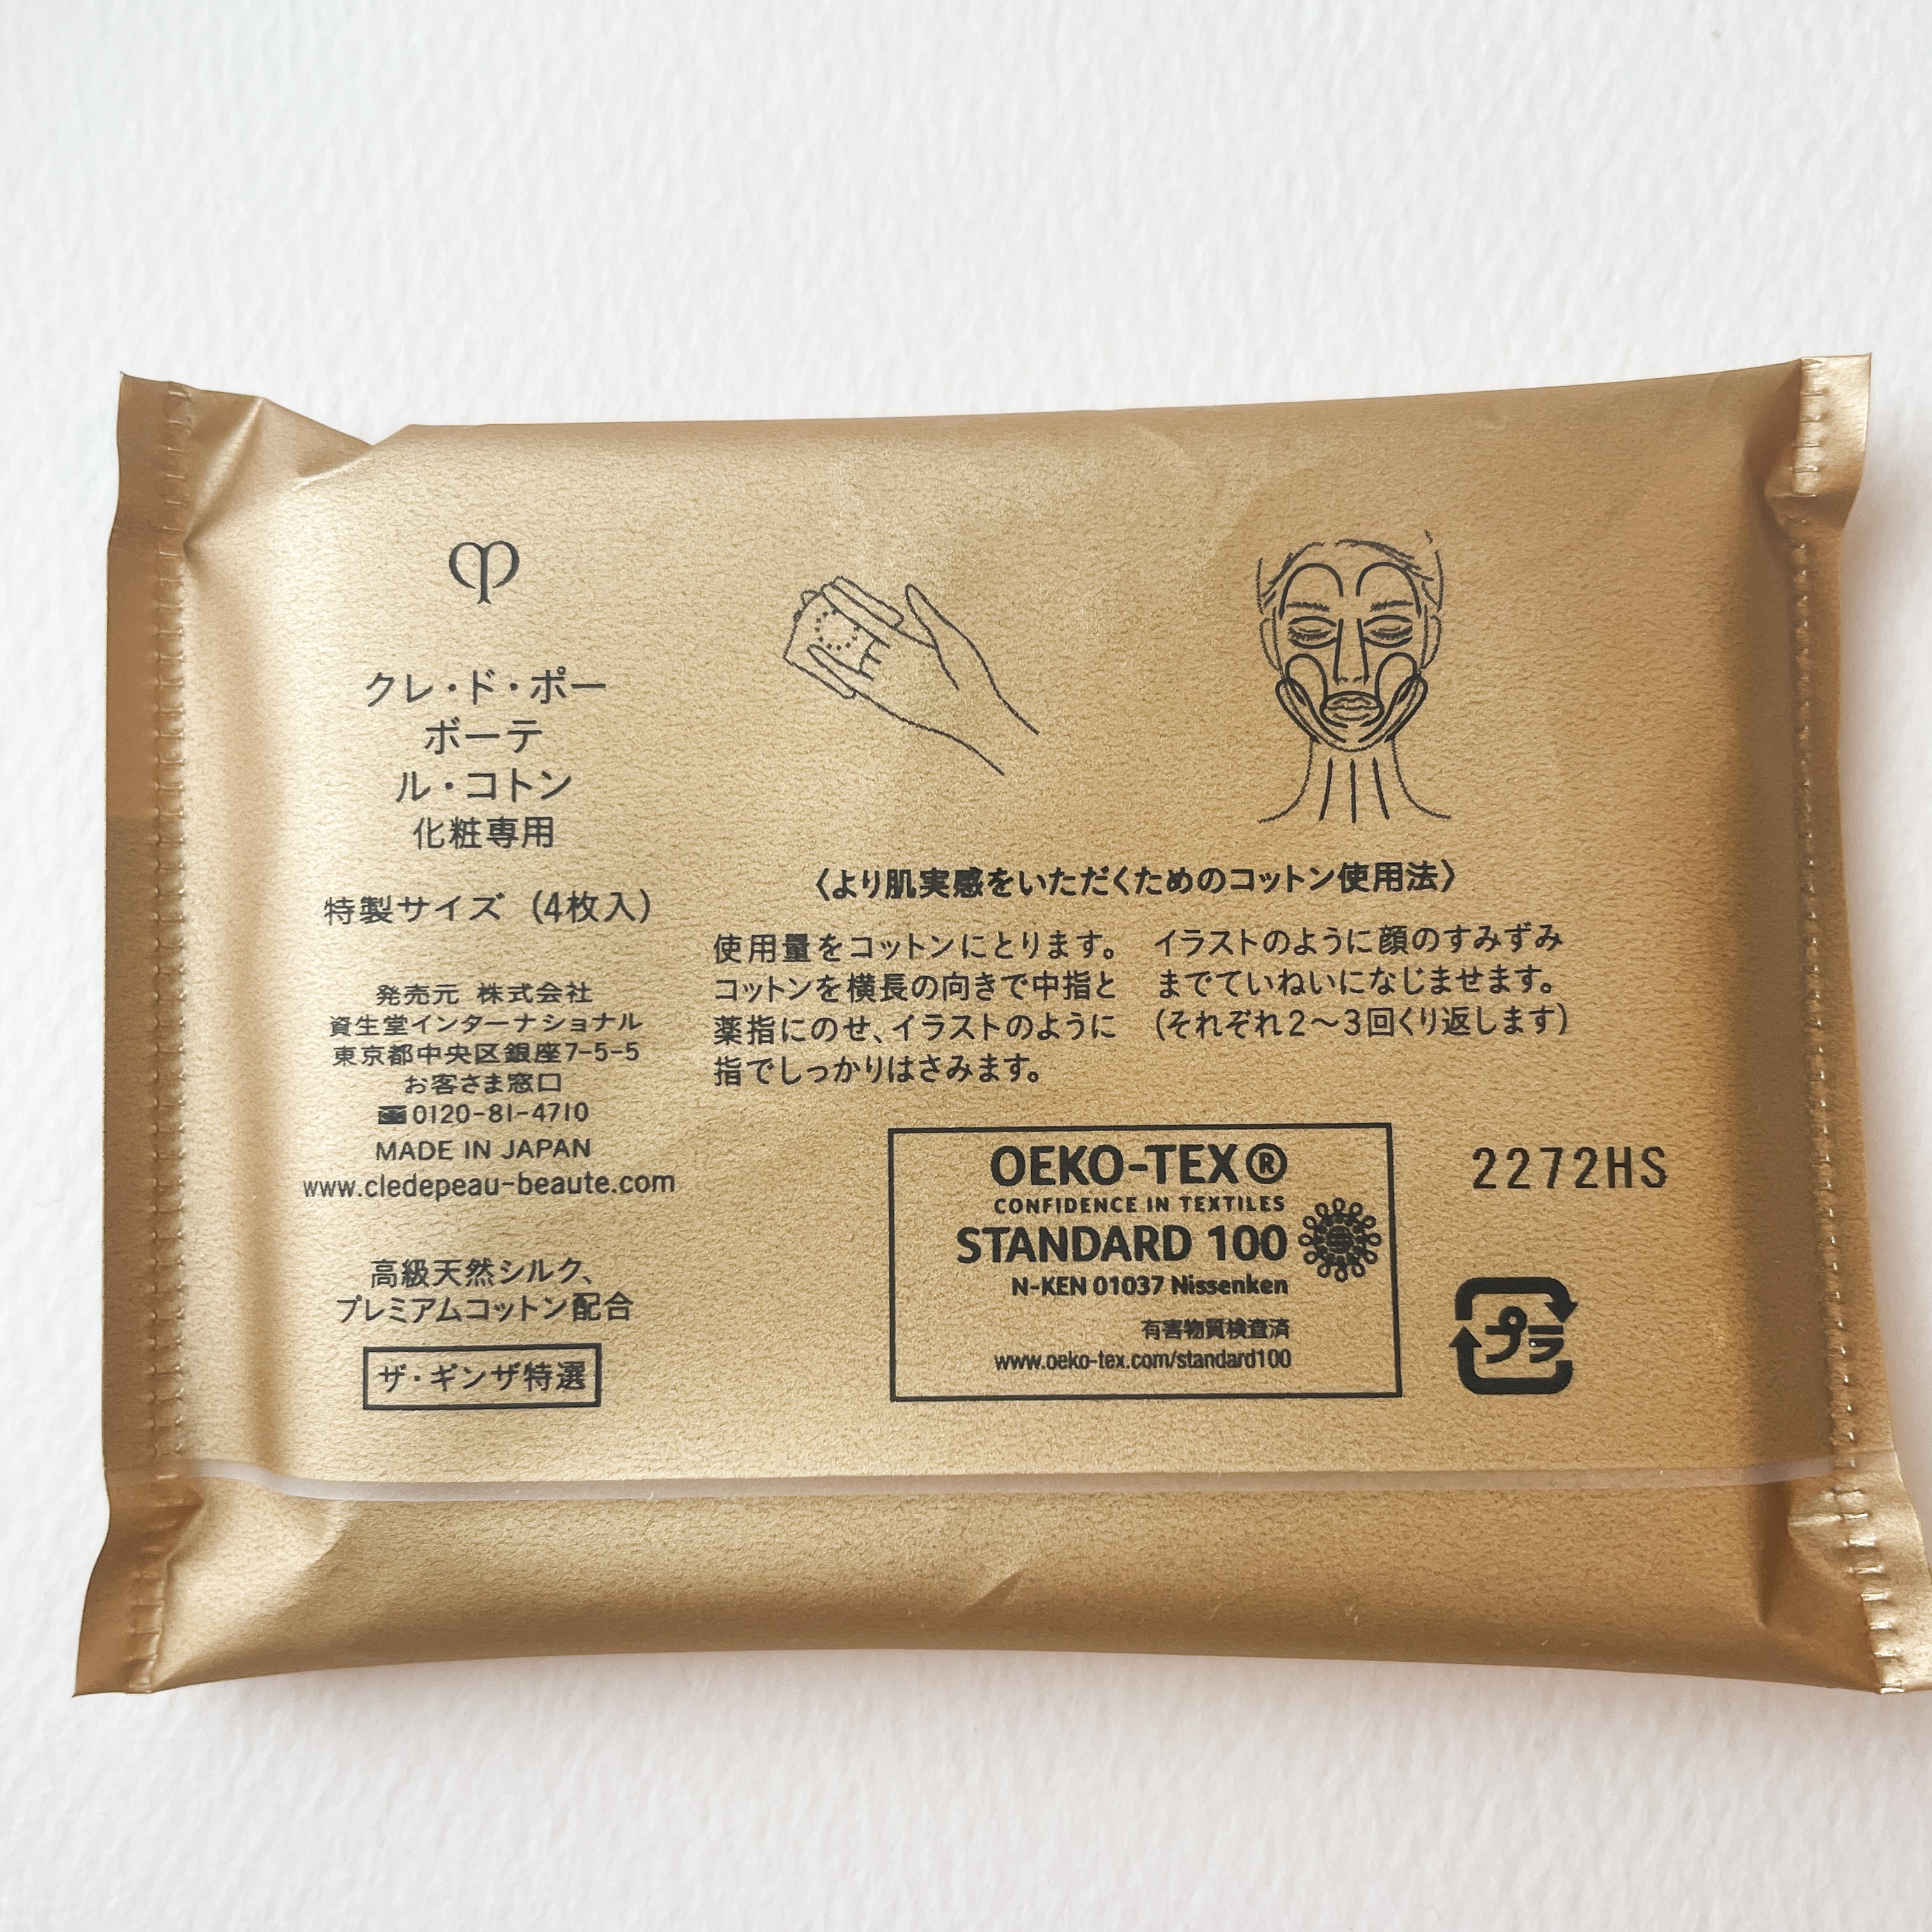 クレ・ド・ポー
ボーテ
ル・コトン
化粧専用
特製サイズ（4枚入）
発売元 株式会社
資生堂インターナショナル
東京都中央区銀座7-5-5
お客さま窓口
☎0120-81-4710
MADE IN JAPAN
www.cledepeau-beaute.com
高級天然シルク、
プレミアムコットン配合
ザ・ギンザ特選
〈より肌実感をいただくためのコットン使用法〉
使用量をコットンにとります。
コットンを横長の向きで中指と
薬指にのせ、イラストのように
指でしっかりはさみます。
イラストのように顔のすみずみ
までていねいになじませます。
（それぞれ2～3回くり返します）
OEKO-TEX®
CONFIDENCE IN TEXTILES
STANDARD 100
N-KEN 01037 Nissenken
有害物質検査済
www.oeko-tex.com/standard100
2272HS
プラ